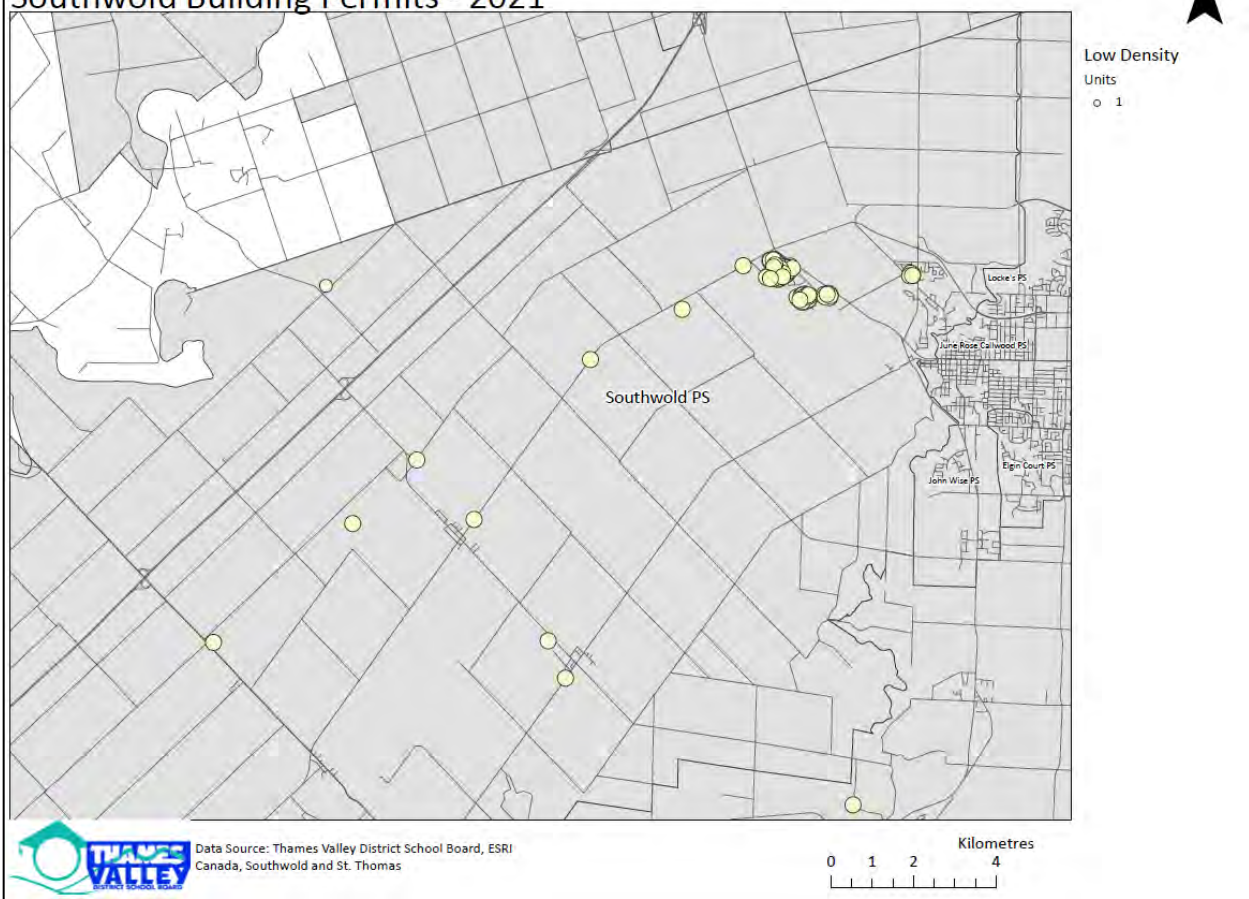 Southwold Building Permits - 2021
Low Density
Units
1
Locke's PS
June Rose Callwood PS
Southwold PS
Elgin Court PS
John Wise PS
THAMES
VALLEY
DISTRICT SCHOOL BOARD
Data Source: Thames Valley District School Board, ESRI
Canada, Southwold and St. Thomas
Kilometres
0 1 2 4